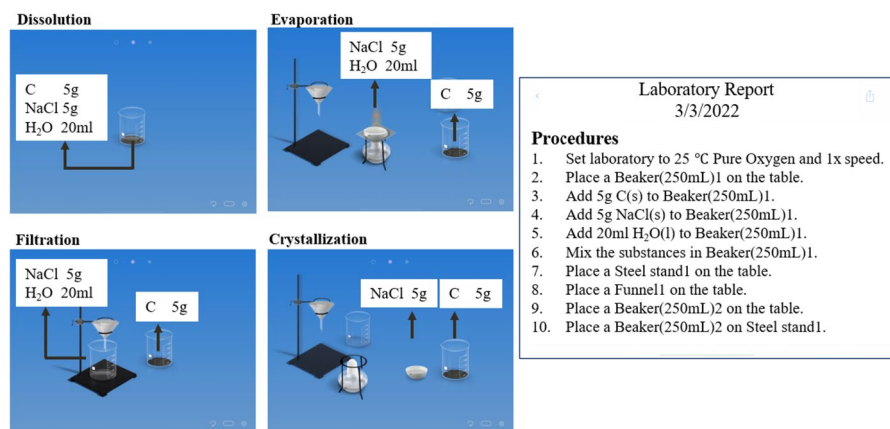 Dissolution
C 5g
NaCl 5g
H₂O 20ml
Evaporation
NaCl 5g
H₂O 20ml
C 5g
Filtration
NaCl 5g
H₂O 20ml
C 5g
Crystallization
NaCl 5g
C 5g
Laboratory Report
3/3/2022
Procedures
1. Set laboratory to 25 °C Pure Oxygen and 1x speed.
2. Place a Beaker(250mL)1 on the table.
3. Add 5g C(s) to Beaker(250mL)1.
4. Add 5g NaCl(s) to Beaker(250mL)1.
5. Add 20ml H₂O(l) to Beaker(250mL)1.
6. Mix the substances in Beaker(250mL)1.
7. Place a Steel stand1 on the table.
8. Place a Funnel1 on the table.
9. Place a Beaker(250mL)2 on the table.
10. Place a Beaker(250mL)2 on Steel stand1.